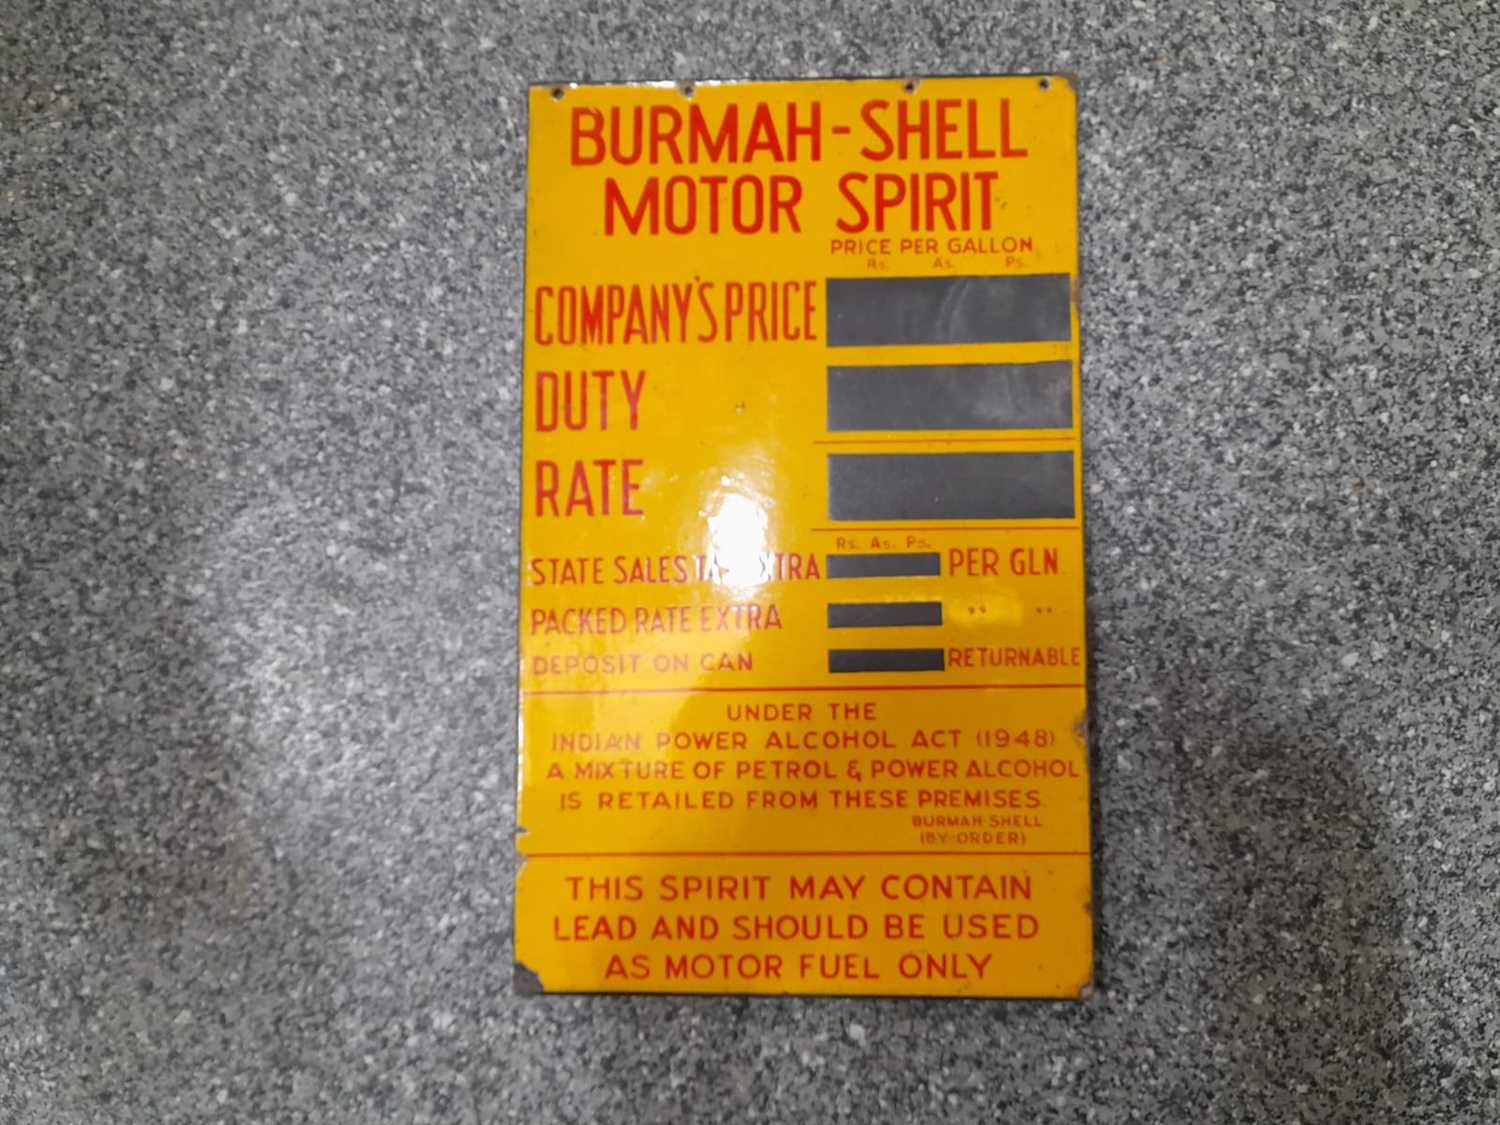 BURMAH-SHELL
MOTOR SPIRIT
PRICE PER GALLON
Rs. As. Ps.
COMPANY'S PRICE
DUTY
RATE
Rs. As. Ps.
STATE SALES EXTRA PER GLN
PACKED RATE EXTRA " "
DEPOSIT ON CAN RETURNABLE
UNDER THE
INDIAN POWER ALCOHOL ACT (1948)
A MIXTURE OF PETROL & POWER ALCOHOL
IS RETAILED FROM THESE PREMISES.
BURMAH-SHELL
(BY-ORDER)
THIS SPIRIT MAY CONTAIN
LEAD AND SHOULD BE USED
AS MOTOR FUEL ONLY